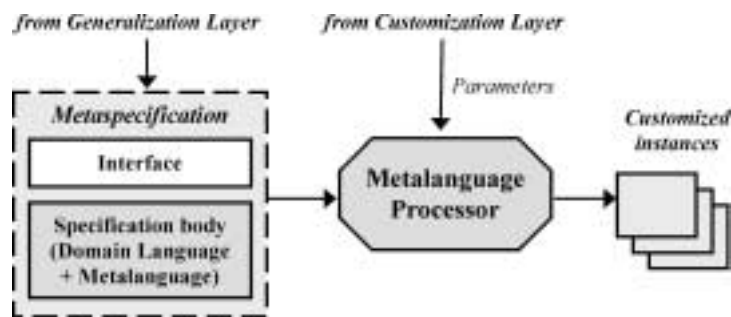 from Generalization Layer
from Customization Layer
Parameters
Metaspecification
Interface
Specification body
(Domain Language
+ Metalanguage)
Metalanguage
Processor
Customized
instances